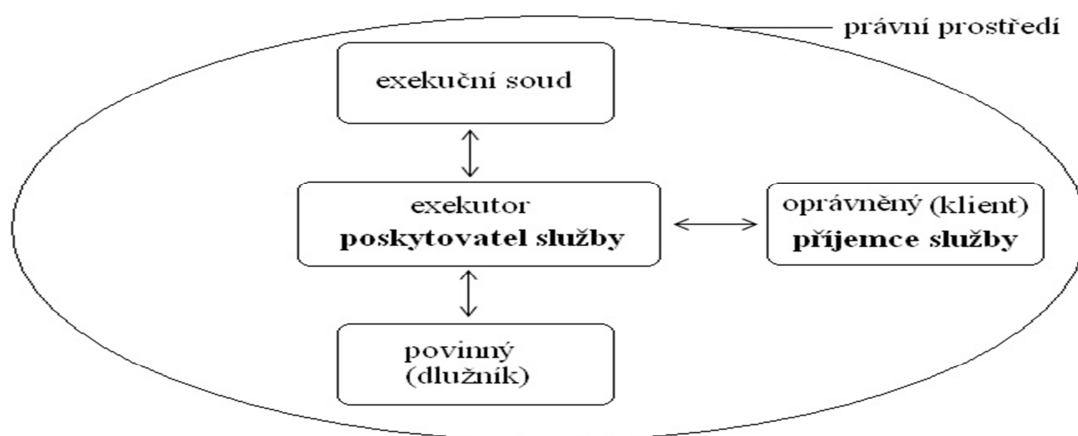 právní prostředí
exekuční soud
exekutor
poskytovatel služby
oprávněný (klient)
příjemce služby
povinný
(dlužník)